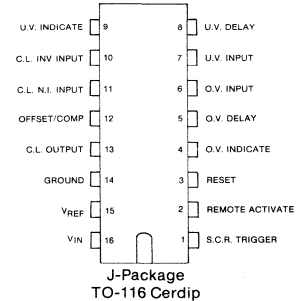 U.V. INDICATE 9 8 U.V. DELAY
C.L. INV INPUT 10 7 U.V. INPUT
C.L. N.I. INPUT 11 6 O.V. INPUT
OFFSET/COMP 12 5 O.V. DELAY
C.L. OUTPUT 13 4 O.V. INDICATE
GROUND 14 3 RESET
VREF 15 2 REMOTE ACTIVATE
VIN 16 1 S.C.R. TRIGGER
J-Package
TO-116 Cerdip